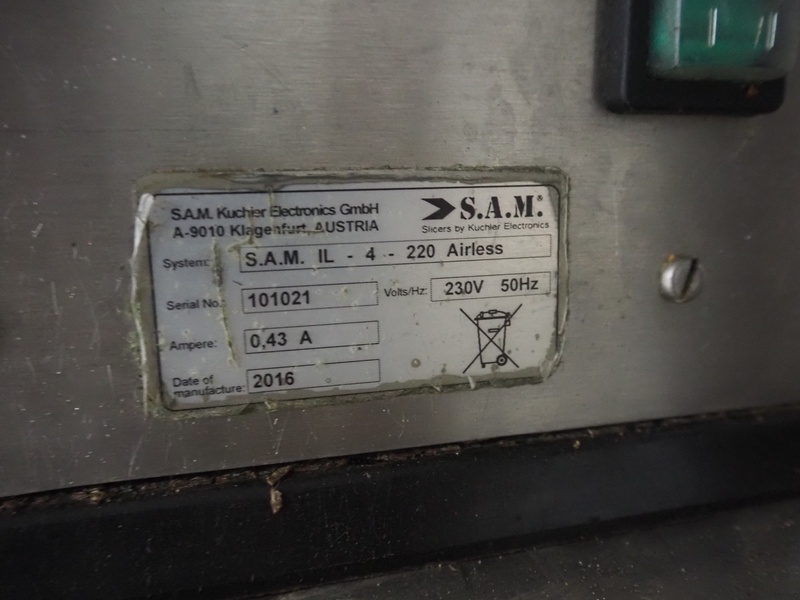 S.A.M. Kuchler Electronics GmbH
A-9010 Klagenfurt, AUSTRIA
S.A.M.®
Slicers by Kuchler Electronics
System: S.A.M. IL - 4 - 220 Airless
Serial No.: 101021 Volts/Hz: 230V 50Hz
Ampere: 0,43 A
Date of
manufacture: 2016